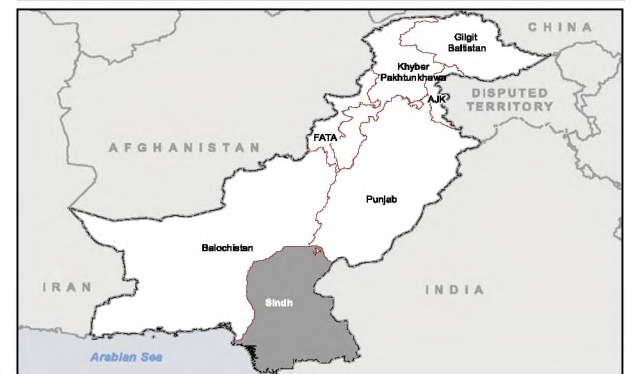 CHINA
Gilgit
Baltistan
Khyber
Pakhtunkhawa
AJK
DISPUTED
TERRITORY
FATA
AFGHANISTAN
Punjab
Balochistan
IRAN
INDIA
Sindh
Arabian Sea